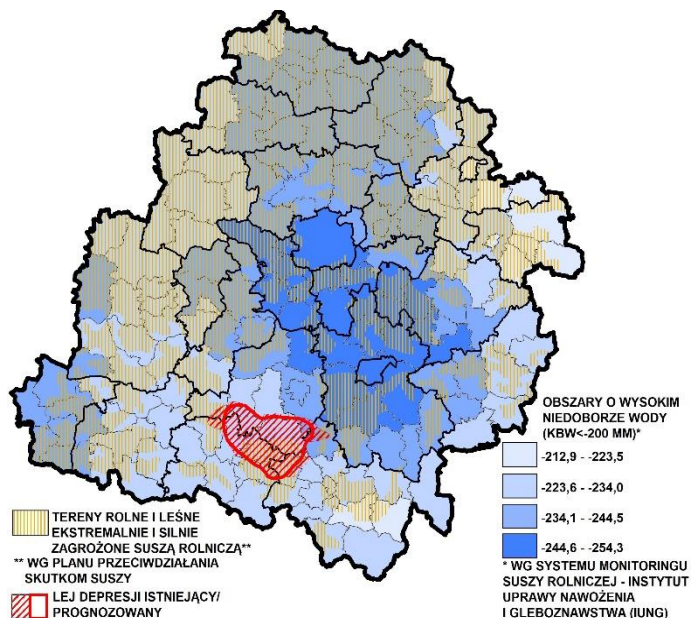 OBSZARY O WYSOKIM
NIEDOBORZE WODY
(KBW<-200 MM)*
-212,9 - -223,5
-223,6 - -234,0
-234,1 - -244,5
-244,6 - -254,3
* WG SYSTEMU MONITORINGU
SUSZY ROLNICZEJ - INSTYTUT
UPRAWY NAWOŻENIA
I GLEBOZNAWSTWA (IUNG)
TERENY ROLNE I LEŚNE
EKSTREMALNIE I SILNIE
ZAGROŻONE SUSZĄ ROLNICZĄ**
** WG PLANU PRZECIWDZIAŁANIA
SKUTKOM SUSZY
LEJ DEPRESJI ISTNIEJĄCY/
PROGNOZOWANY